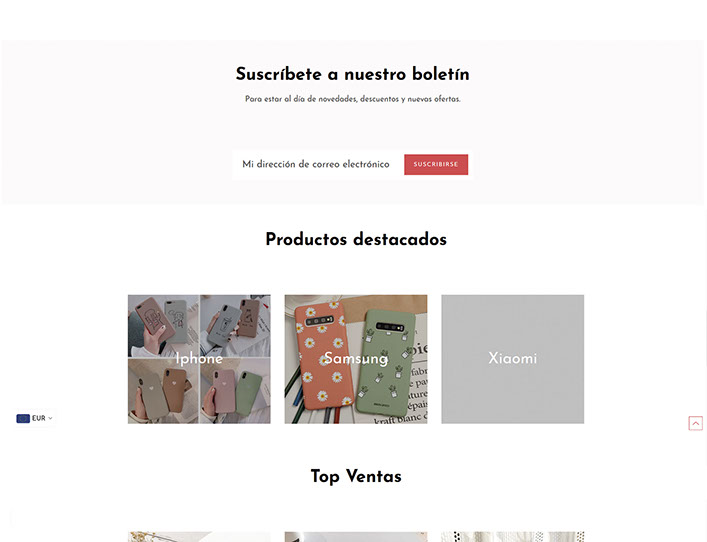 Suscríbete a nuestro boletín
Para estar al día de novedades, descuentos y nuevas ofertas.
Mi dirección de correo electrónico
SUSCRIBIRSE
Productos destacados
Iphone
Samsung
Xiaomi
EUR
Top Ventas